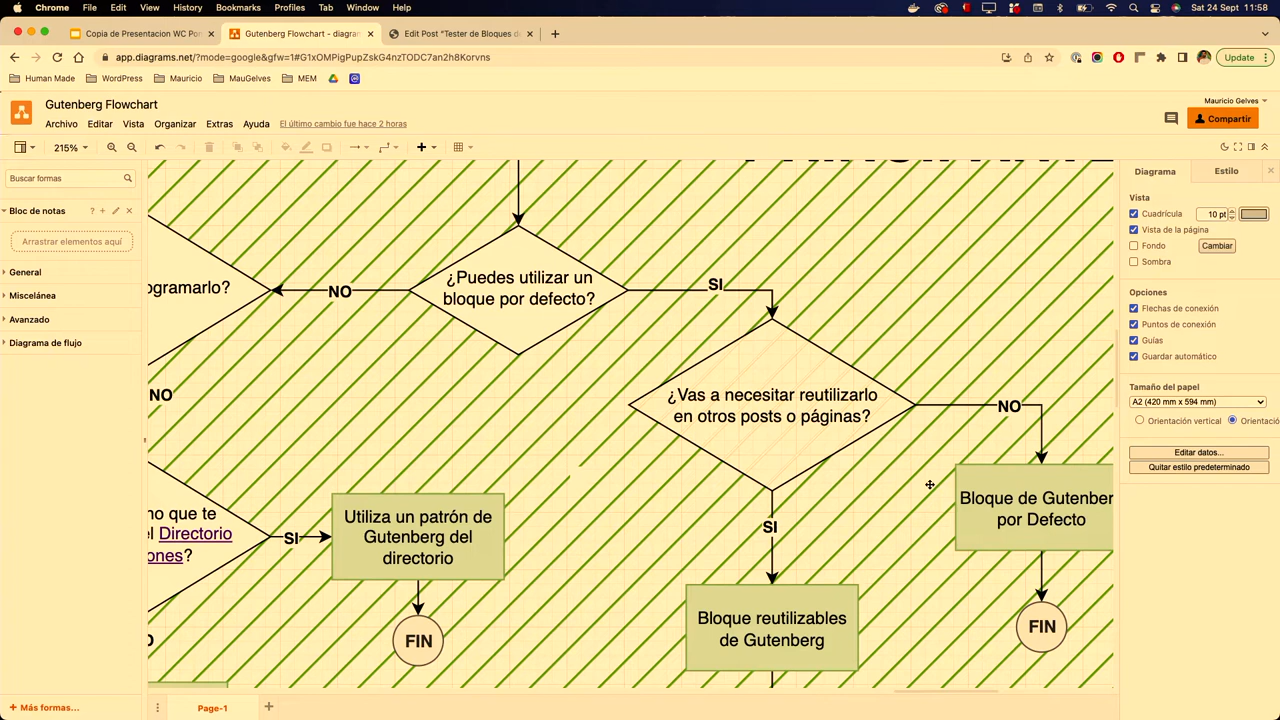 Chrome File Edit View History Bookmarks Profiles Tab Window Help Sat 24 Sept 11:58
Copia de Presentacion WC Po Gutenberg Flowchart - diagra Edit Post “Tester de Bloques d
app.diagrams.net/?mode=google&gfw=1#G1xOMPigPupZskG4nzTODC7an2h8Korvns Update
Human Made WordPress Mauricio MauGelves MEM
Gutenberg Flowchart
Mauricio Gelves
Archivo Editar Vista Organizar Extras Ayuda El último cambio fue hace 2 horas
Compartir
215%
Buscar formas
Bloc de notas ?
Arrastrar elementos aquí
General
Miscelánea
Avanzado
Diagrama de flujo
ogramarlo?
NO
¿Puedes utilizar un
bloque por defecto?
SI
NO
¿Vas a necesitar reutilizarlo
en otros posts o páginas?
NO
no que te
el Directorio
ones?
SI
Utiliza un patrón de
Gutenberg del
directorio
FIN
SI
Bloque reutilizables
de Gutenberg
Bloque de Gutenber
por Defecto
FIN
Diagrama Estilo
Vista
Cuadrícula 10 pt
Vista de la página
Fondo Cambiar
Sombra
Opciones
Flechas de conexión
Puntos de conexión
Guías
Guardar automático
Tamaño del papel
A2 (420 mm x 594 mm)
Orientación vertical Orientació
Editar datos...
Quitar estilo predeterminado
Más formas...
Page-1